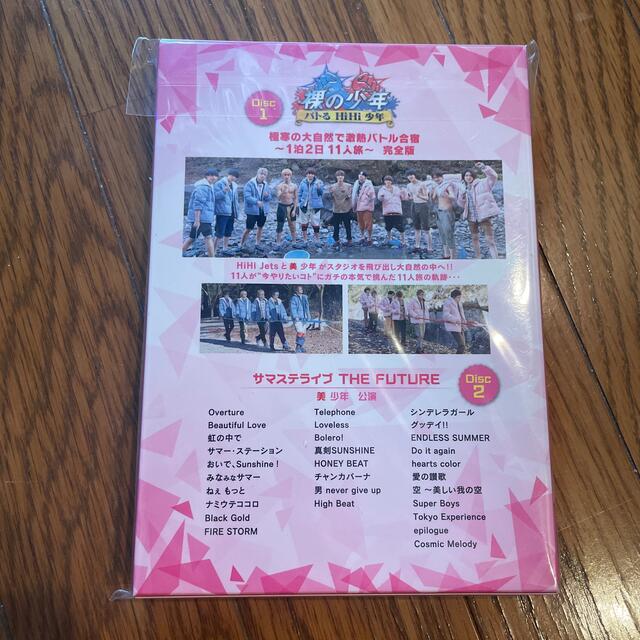 Disc 1
裸の少年
バトる HiHi 少年
極寒の大自然で激熱バトル合宿
～1泊2日 11人旅～ 完全版
HiHi Jetsと美 少年がスタジオを飛び出し大自然の中へ!!
11人が“今やりたいコト”にガチの本気で挑んだ11人旅の軌跡･･･
サマステライブ THE FUTURE
美 少年 公演
Disc 2
Overture
Beautiful Love
虹の中で
サマー・ステーション
おいで、Sunshine！
みなみなサマー
ねぇ もっと
ナミウテココロ
Black Gold
FIRE STORM
Telephone
Loveless
Bolero!
真剣SUNSHINE
HONEY BEAT
チャンカパーナ
男 never give up
High Beat
シンデレラガール
グッデイ!!
ENDLESS SUMMER
Do it again
hearts color
愛の讃歌
空 ～美しい我の空
Super Boys
Tokyo Experience
epilogue
Cosmic Melody